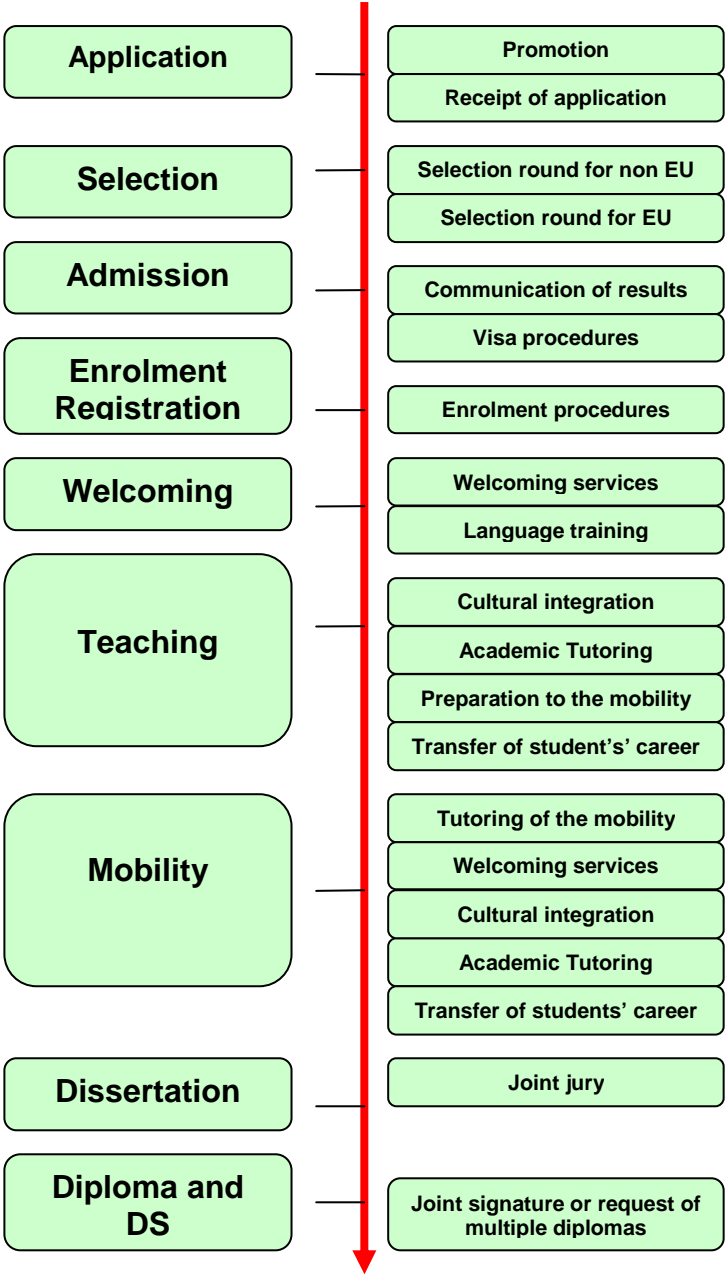 Application
Promotion
Receipt of application
Selection
Selection round for non EU
Selection round for EU
Admission
Communication of results
Visa procedures
Enrolment
Registration
Enrolment procedures
Welcoming
Welcoming services
Language training
Teaching
Cultural integration
Academic Tutoring
Preparation to the mobility
Transfer of student's’ career
Mobility
Tutoring of the mobility
Welcoming services
Cultural integration
Academic Tutoring
Transfer of students’ career
Dissertation
Joint jury
Diploma and
DS
Joint signature or request of
multiple diplomas